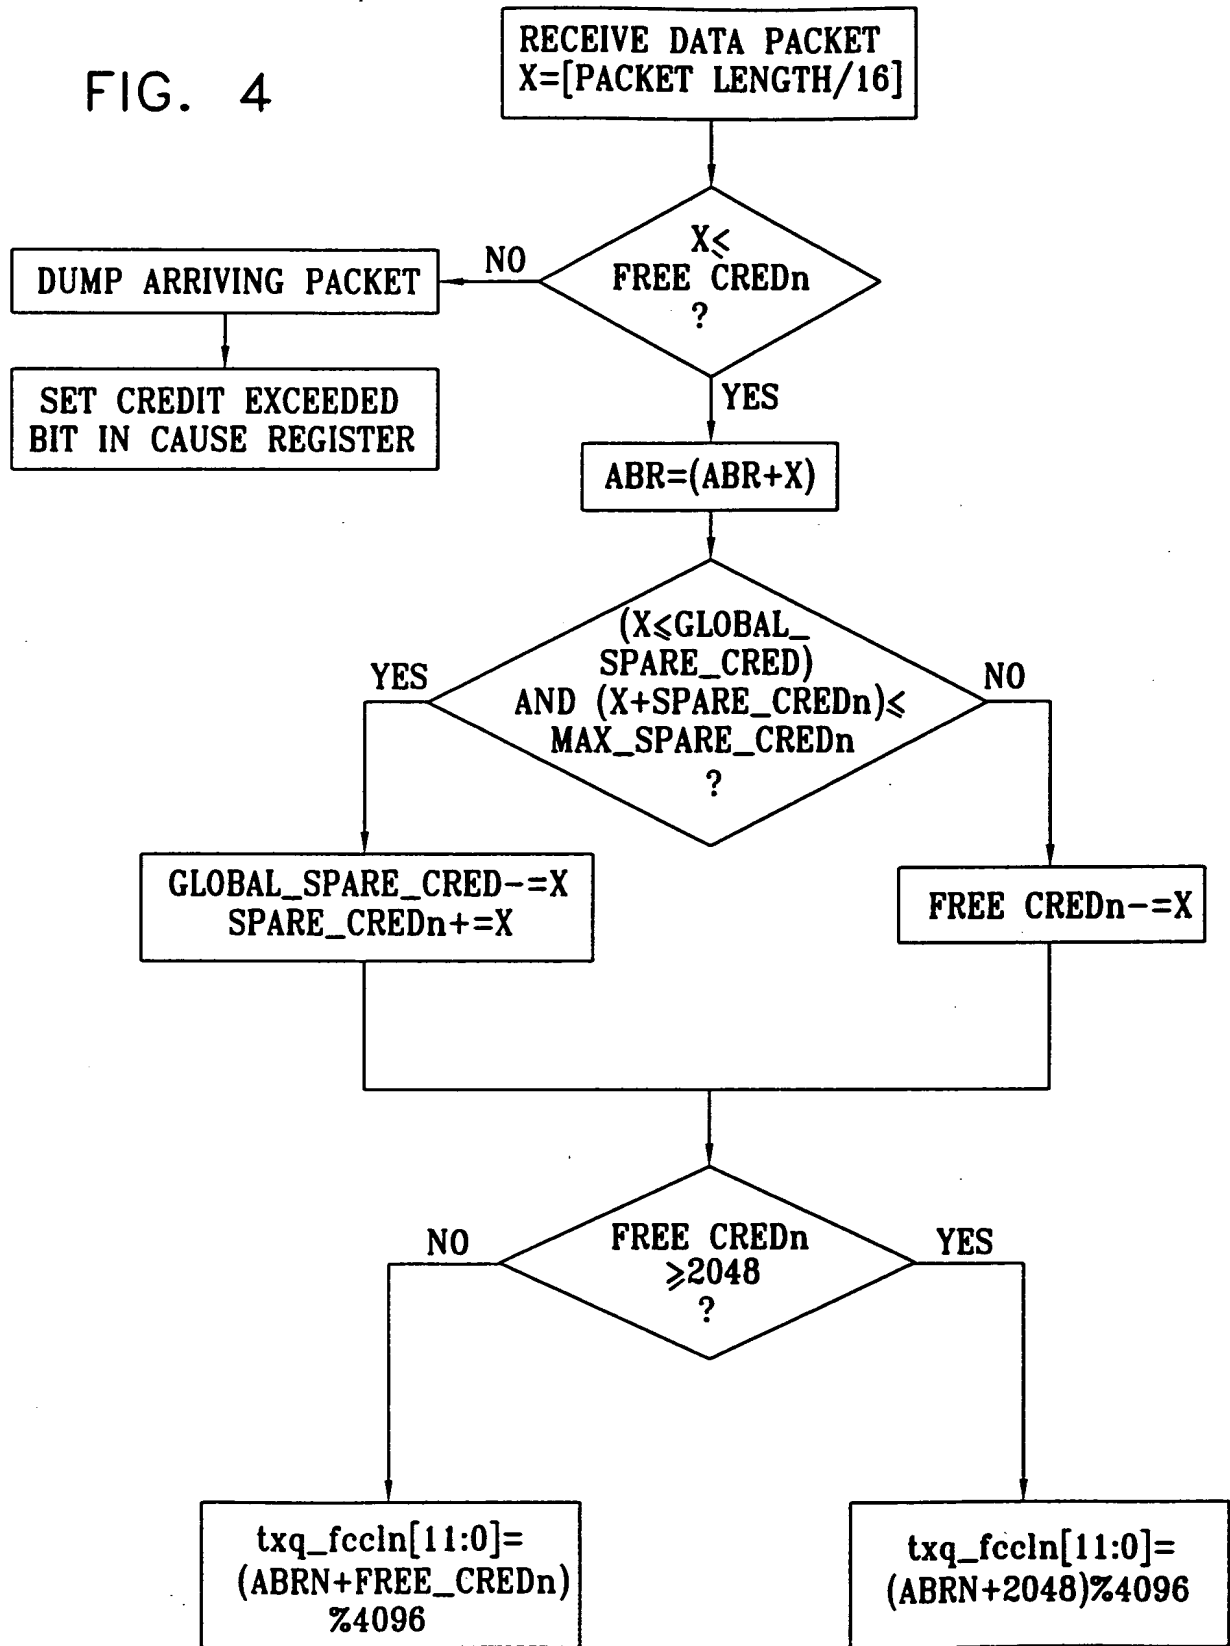 FIG. 4
RECEIVE DATA PACKET
X=[PACKET LENGTH/16]
X≤
FREE CREDn
?
NO
DUMP ARRIVING PACKET
SET CREDIT EXCEEDED
BIT IN CAUSE REGISTER
YES
ABR=(ABR+X)
(X≤GLOBAL_
SPARE_CRED)
AND (X+SPARE_CREDn)≤
MAX_SPARE_CREDn
?
YES
NO
GLOBAL_SPARE_CRED-=X
SPARE_CREDn+=X
FREE CREDn-=X
FREE CREDn
≥2048
?
NO
YES
txq_fccln[11:0]=
(ABRN+FREE_CREDn)
%4096
txq_fccln[11:0]=
(ABRN+2048)%4096